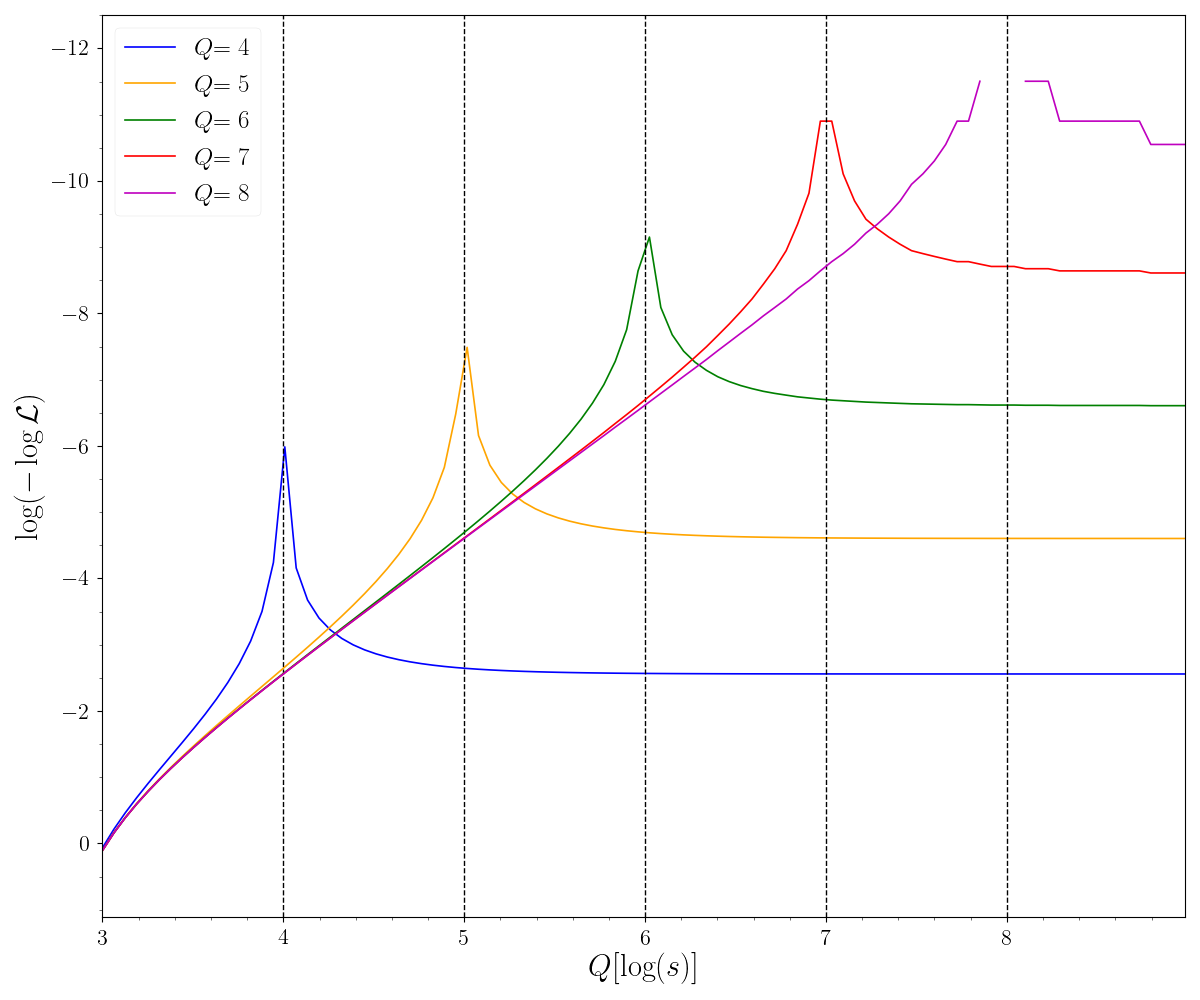 −12
−10
−8
−6
−4
−2
0
log(− log ℒ)
Q= 4
Q= 5
Q= 6
Q= 7
Q= 8
3 4 5 6 7 8
Q[log(s)]